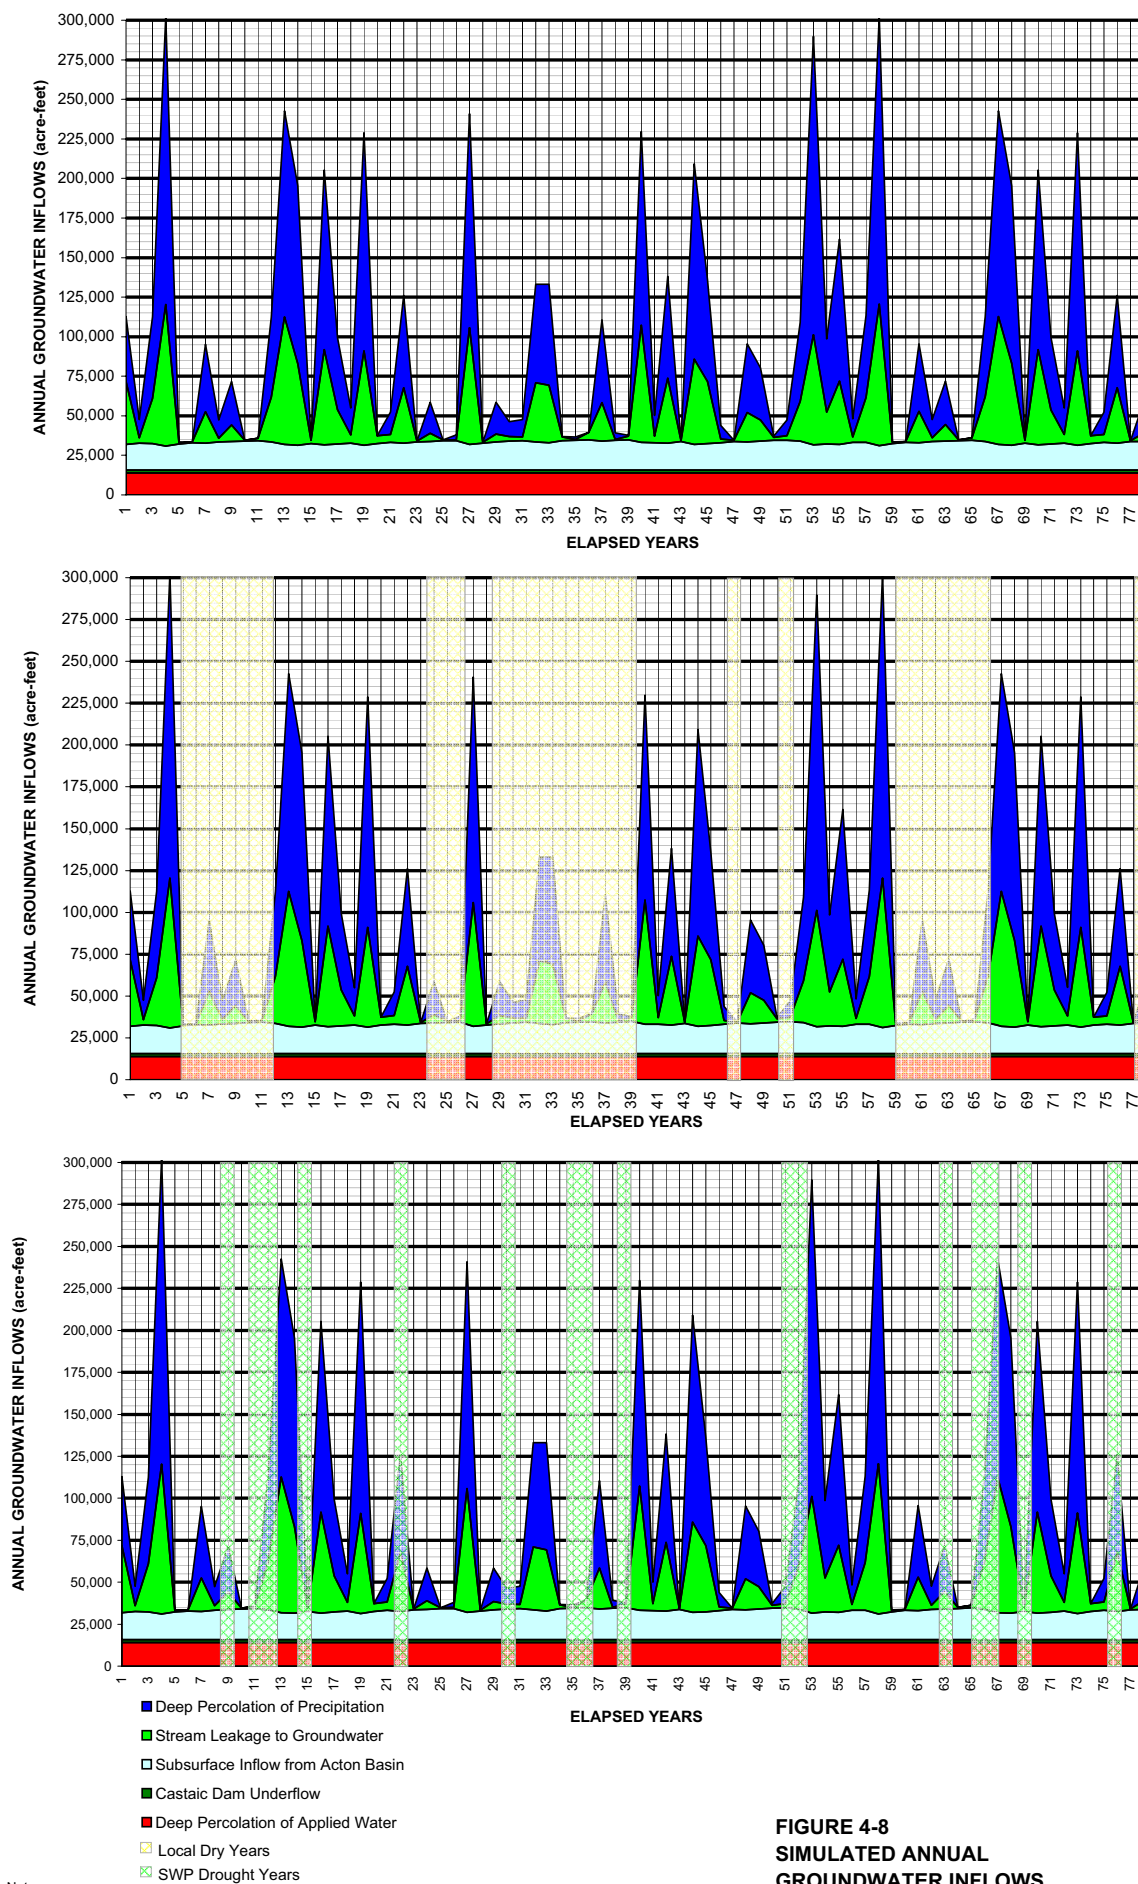 300,000
275,000
250,000
225,000
200,000
175,000
150,000
125,000
100,000
75,000
50,000
25,000
0
ANNUAL GROUNDWATER INFLOWS (acre-feet)
1 3 5 7 9 11 13 15 17 19 21 23 25 27 29 31 33 35 37 39 41 43 45 47 49 51 53 55 57 59 61 63 65 67 69 71 73 75 77
ELAPSED YEARS
300,000
275,000
250,000
225,000
200,000
175,000
150,000
125,000
100,000
75,000
50,000
25,000
0
ANNUAL GROUNDWATER INFLOWS (acre-feet)
1 3 5 7 9 11 13 15 17 19 21 23 25 27 29 31 33 35 37 39 41 43 45 47 49 51 53 55 57 59 61 63 65 67 69 71 73 75 77
ELAPSED YEARS
300,000
275,000
250,000
225,000
200,000
175,000
150,000
125,000
100,000
75,000
50,000
25,000
0
ANNUAL GROUNDWATER INFLOWS (acre-feet)
1 3 5 7 9 11 13 15 17 19 21 23 25 27 29 31 33 35 37 39 41 43 45 47 49 51 53 55 57 59 61 63 65 67 69 71 73 75 77
ELAPSED YEARS
Deep Percolation of Precipitation
Stream Leakage to Groundwater
Subsurface Inflow from Acton Basin
Castaic Dam Underflow
Deep Percolation of Applied Water
Local Dry Years
SWP Drought Years
FIGURE 4-8
SIMULATED ANNUAL
GROUNDWATER INFLOWS